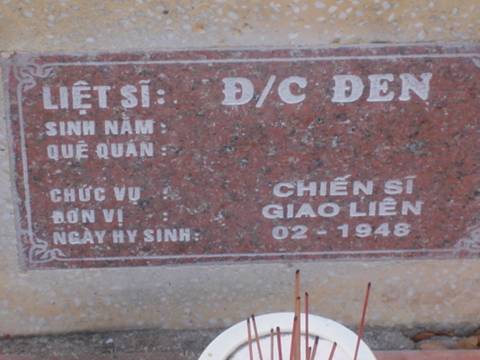 LIỆT SĨ: Đ/C ĐEN
SINH NĂM:
QUÊ QUÁN:
CHỨC VỤ : CHIẾN SĨ
ĐƠN VỊ : GIAO LIÊN
NGÀY HY SINH: 02 - 1948